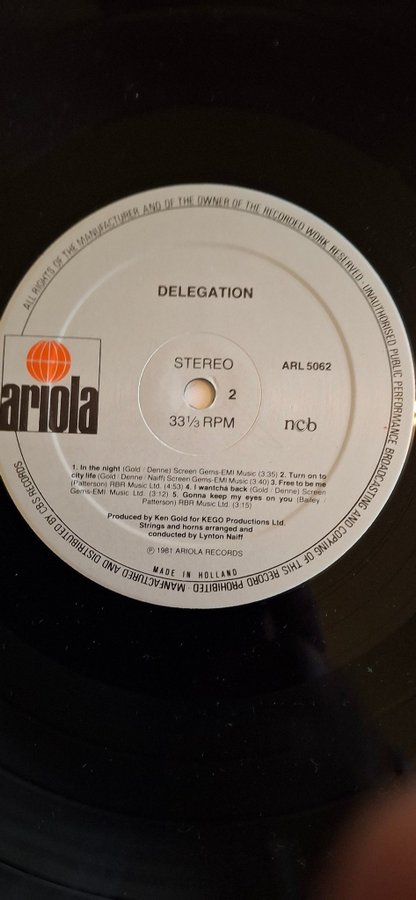 ALL RIGHTS OF THE MANUFACTURER AND OF THE OWNER OF THE RECORDED WORK RESERVED · UNAUTHORISED PUBLIC PERFORMANCE BROADCASTING AND COPYING OF THIS RECORD PROHIBITED · MANUFACTURED AND DISTRIBUTED BY CBS RECORDS
DELEGATION
ariola
STEREO
ARL 5062
2
33⅓ RPM
ncb
1. In the night (Gold / Denne) Screen Gems-EMI Music (3:35) 2. Turn on to
city life (Gold / Denne / Naiff) Screen Gems-EMI Music (3:40) 3. Free to be me
(Patterson) RBR Music Ltd. (4:53) 4. I wantcha back (Gold / Denne) Screen
Gems-EMI Music Ltd. (3:12) 5. Gonna keep my eyes on you (Bailey /
Patterson) RBR Music Ltd. (3:15)
Produced by Ken Gold for KEGO Productions Ltd.
Strings and horns arranged and
conducted by Lynton Naiff
℗ 1981 ARIOLA RECORDS
MADE IN HOLLAND